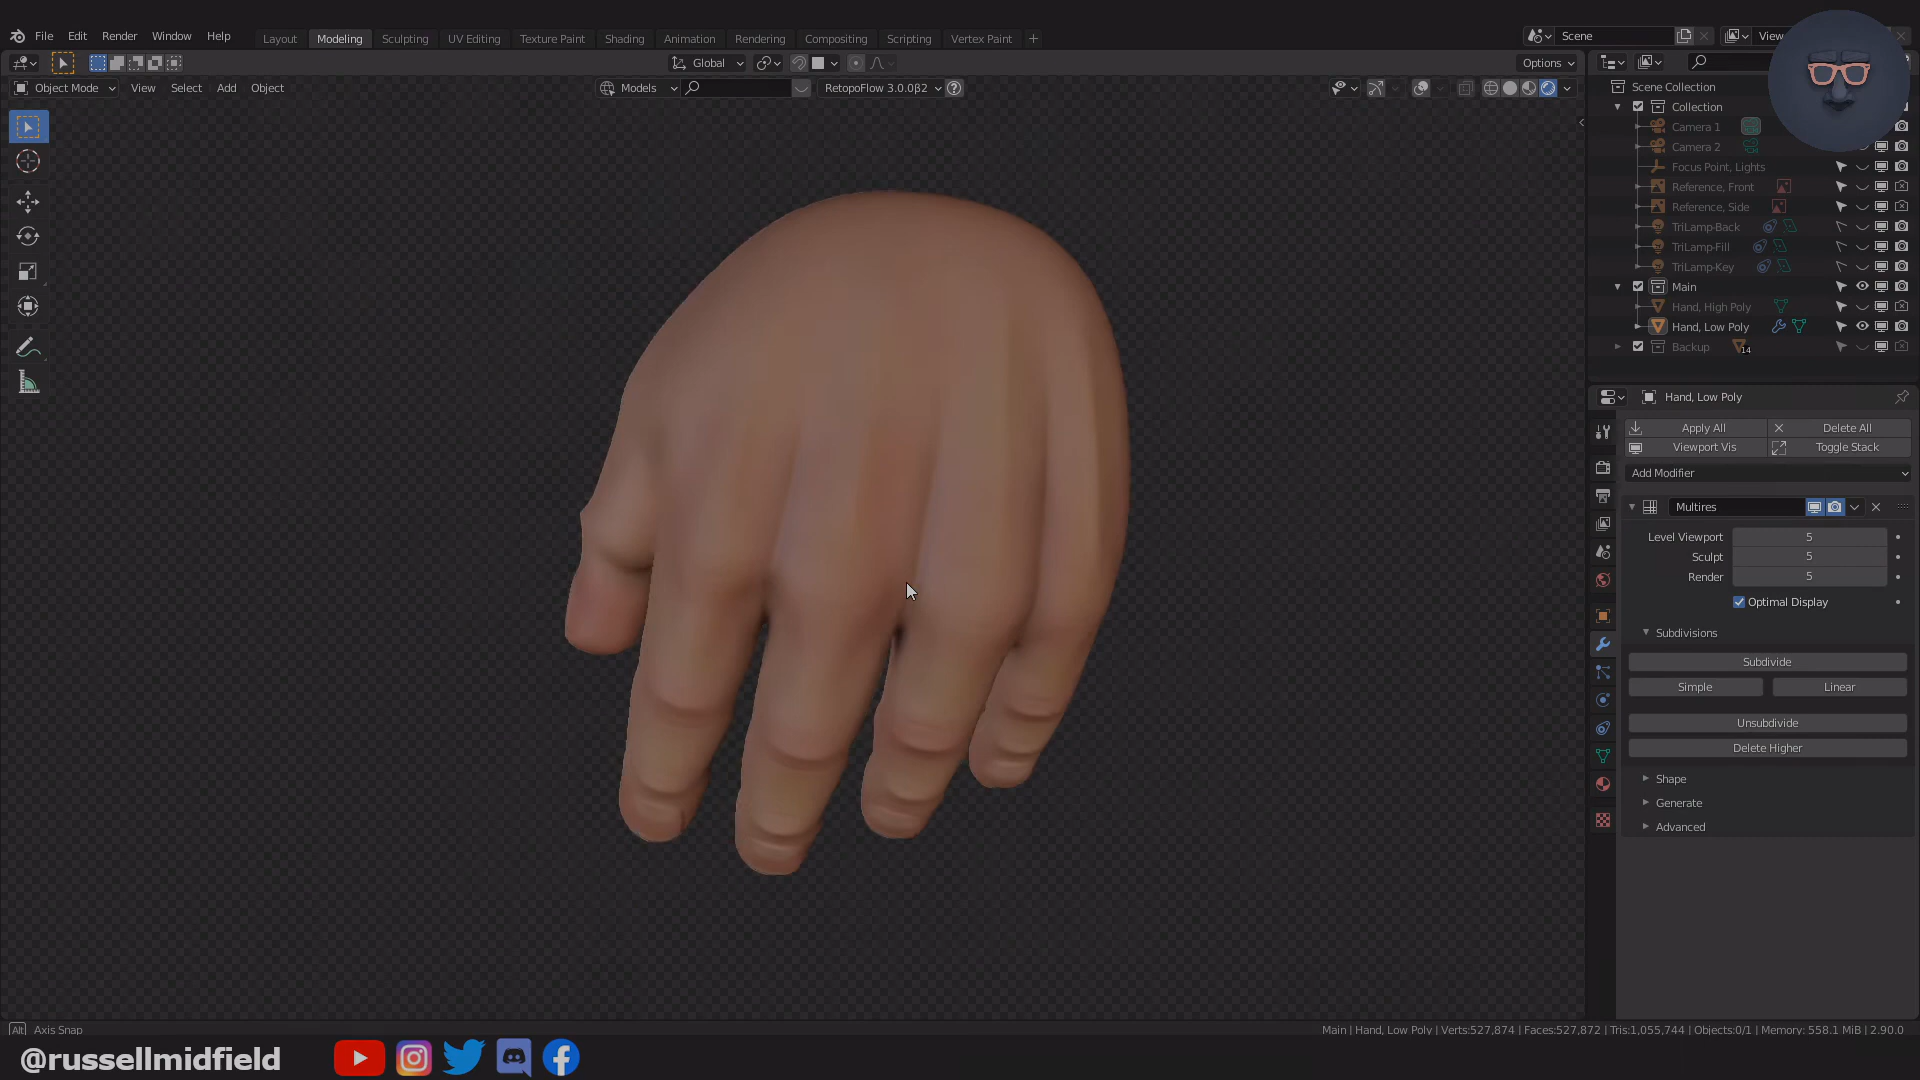 File Edit Render Window Help Layout Modeling Sculpting UV Editing Texture Paint Shading Animation Rendering Compositing Scripting Vertex Paint + Scene View
Global Options
Object Mode View Select Add Object Models RetopoFlow 3.0.0β2
Scene Collection
Collection
Camera 1
Camera 2
Focus Point, Lights
Reference, Front
Reference, Side
TriLamp-Back
TriLamp-Fill
TriLamp-Key
Main
Hand, High Poly
Hand, Low Poly
Backup 14
Hand, Low Poly
Apply All Delete All
Viewport Vis Toggle Stack
Add Modifier
Multires
Level Viewport 5
Sculpt 5
Render 5
Optimal Display
Subdivisions
Subdivide
Simple Linear
Unsubdivide
Delete Higher
Shape
Generate
Advanced
Alt Axis Snap
Main | Hand, Low Poly | Verts:527,874 | Faces:527,872 | Tris:1,055,744 | Objects:0/1 | Memory: 558.1 MiB | 2.90.0
@russellmidfield